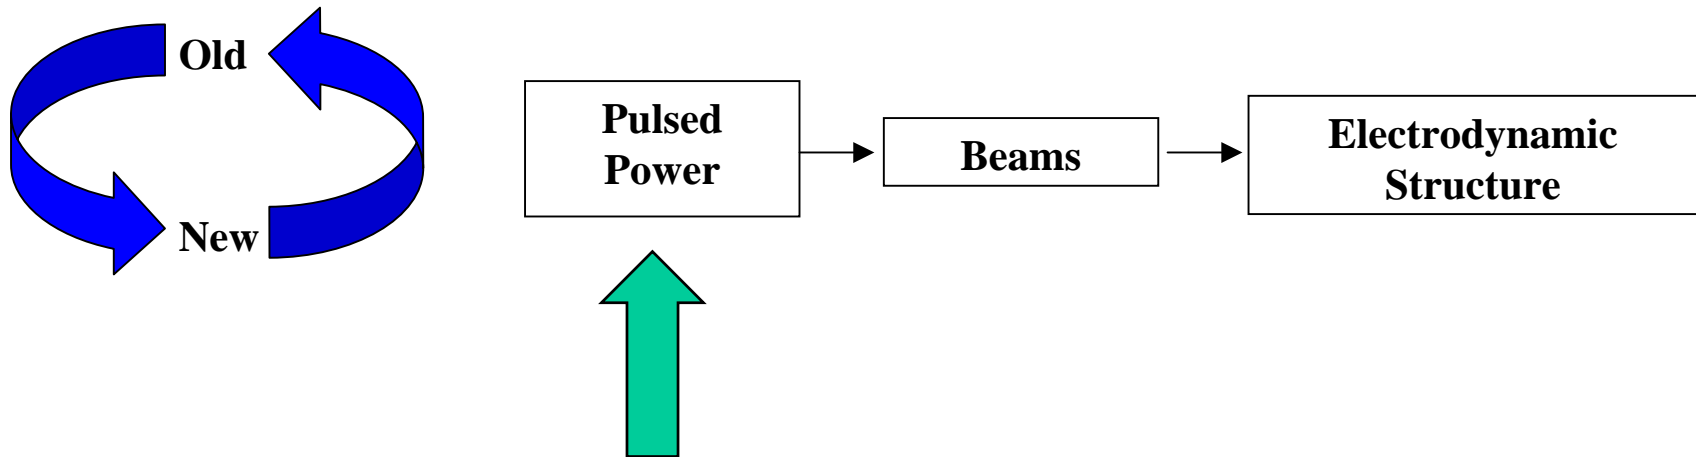 Old
New
Pulsed
Power
Beams
Electrodynamic
Structure